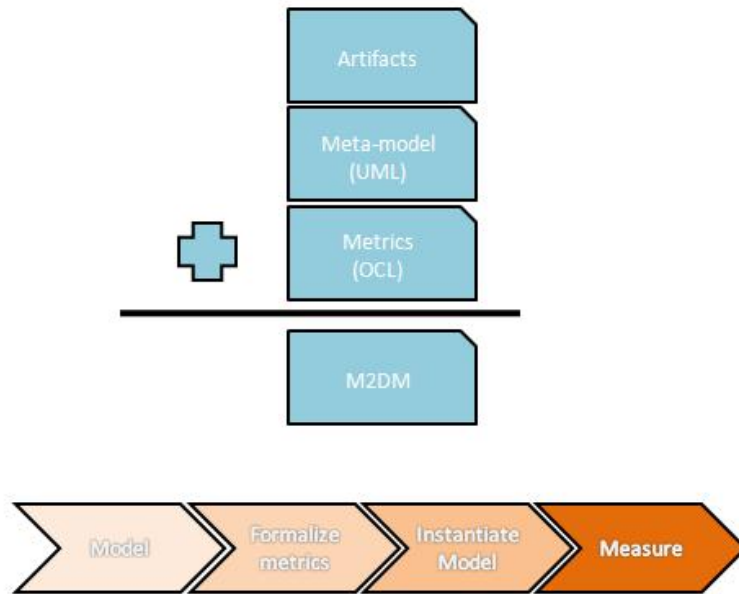 Artifacts
Meta-model
(UML)
Metrics
(OCL)
M2DM
Model
Formalize
metrics
Instantiate
Model
Measure